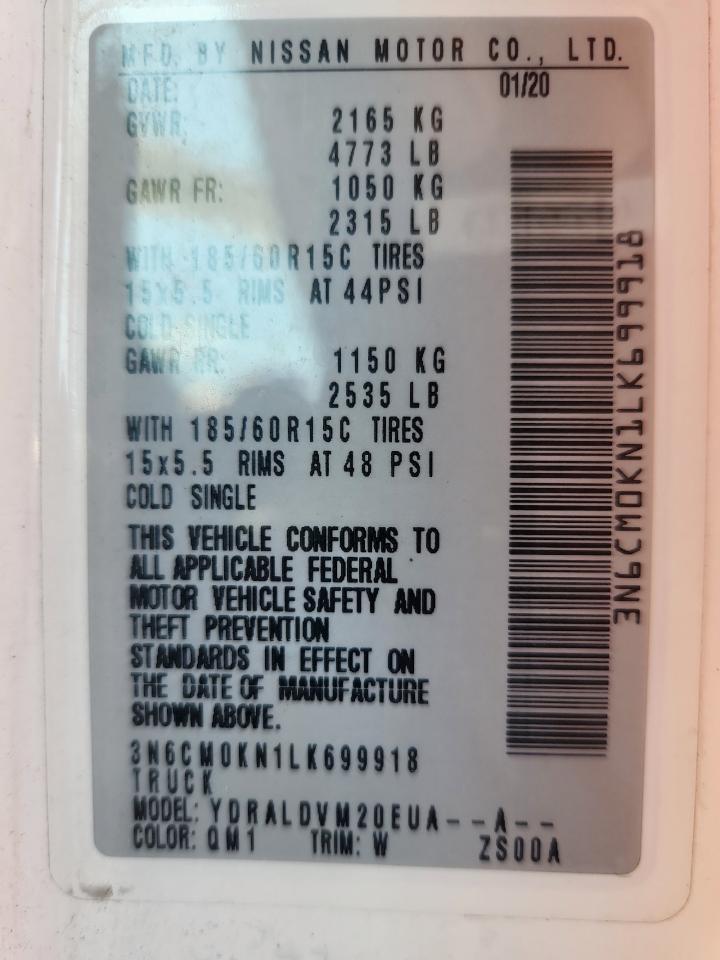 MFD. BY NISSAN MOTOR CO., LTD.
DATE: 01/20
GVWR: 2165 KG
4773 LB
GAWR FR: 1050 KG
2315 LB
WITH 185/60R15C TIRES
15x5.5 RIMS AT 44PSI
COLD SINGLE
GAWR RR: 1150 KG
2535 LB
WITH 185/60R15C TIRES
15x5.5 RIMS AT 48 PSI
COLD SINGLE
THIS VEHICLE CONFORMS TO
ALL APPLICABLE FEDERAL
MOTOR VEHICLE SAFETY AND
THEFT PREVENTION
STANDARDS IN EFFECT ON
THE DATE OF MANUFACTURE
SHOWN ABOVE.
3N6CM0KN1LK699918
TRUCK
MODEL: YDRALDVM20EUA--A--
COLOR: QM1 TRIM: W ZS00A
3N6CM0KN1LK699918